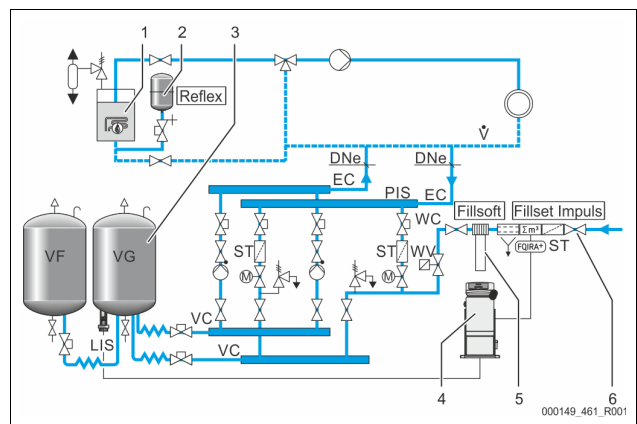 1
2
3
Reflex
V̇
DNe
DNe
EC
PIS
EC
WC
Fillsoft
Fillset Impuls
Σm³
FQIRA+
ST
ST
ST
WV
M
M
VF
VG
LIS
VC
VC
4
5
6
000149_461_R001